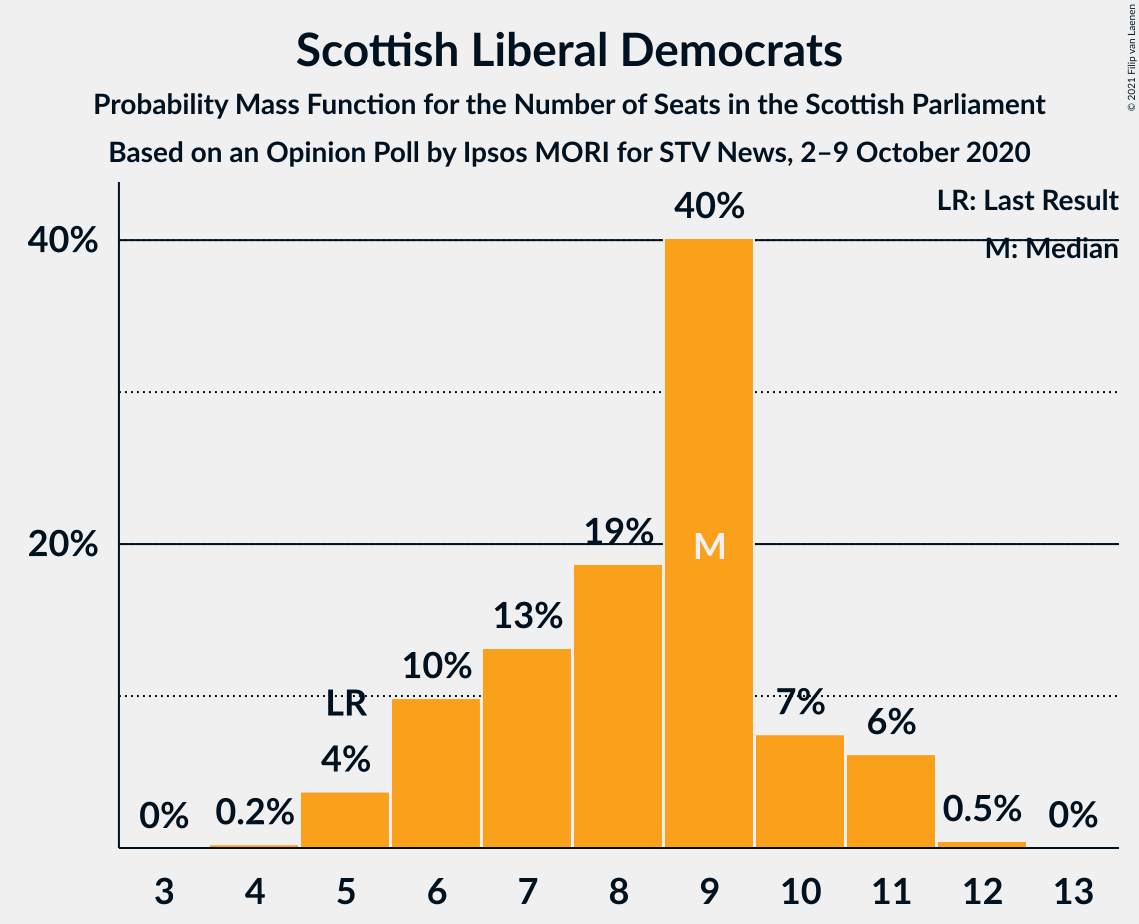 Scottish Liberal Democrats
Probability Mass Function for the Number of Seats in the Scottish Parliament
Based on an Opinion Poll by Ipsos MORI for STV News, 2–9 October 2020
© 2021 Filip van Laenen
LR: Last Result
M: Median
40%
20%
0%
0.2%
LR
4%
10%
13%
19%
40%
M
7%
6%
0.5%
0%
3 4 5 6 7 8 9 10 11 12 13